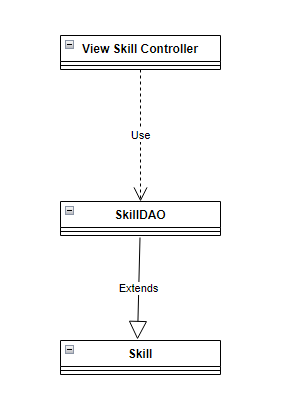 View Skill Controller
Use
SkillDAO
Extends
Skill